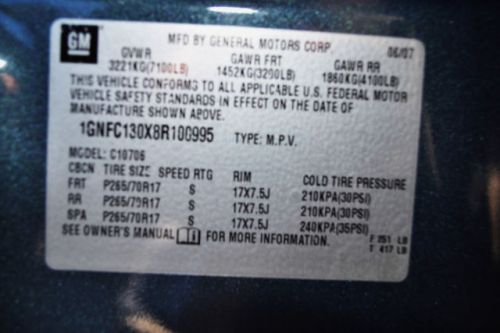 GM
MFD BY GENERAL MOTORS CORP. 06/07
GVWR GAWR FRT GAWR RR
3221KG(7100LB) 1452KG(3200LB) 1860KG(4100LB)
THIS VEHICLE CONFORMS TO ALL APPLICABLE U.S. FEDERAL MOTOR
VEHICLE SAFETY STANDARDS IN EFFECT ON THE DATE OF
MANUFACTURE SHOWN ABOVE.
1GNFC130X8R100995 TYPE: M.P.V.
MODEL: C10706
TIRE SIZE SPEED RTG RIM COLD TIRE PRESSURE
FRT P265/70R17 S 17X7.5J 210KPA(30PSI)
RR P265/70R17 S 17X7.5J 210KPA(30PSI)
SPA P265/70R17 S 17X7.5J 240KPA(35PSI)
SEE OWNER'S MANUAL FOR MORE INFORMATION.
F 251 LB
T 417 LB